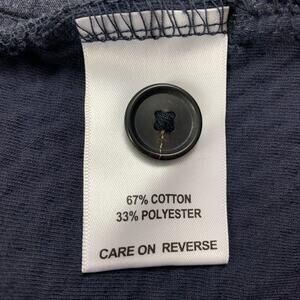 67% COTTON
33% POLYESTER
CARE ON REVERSE